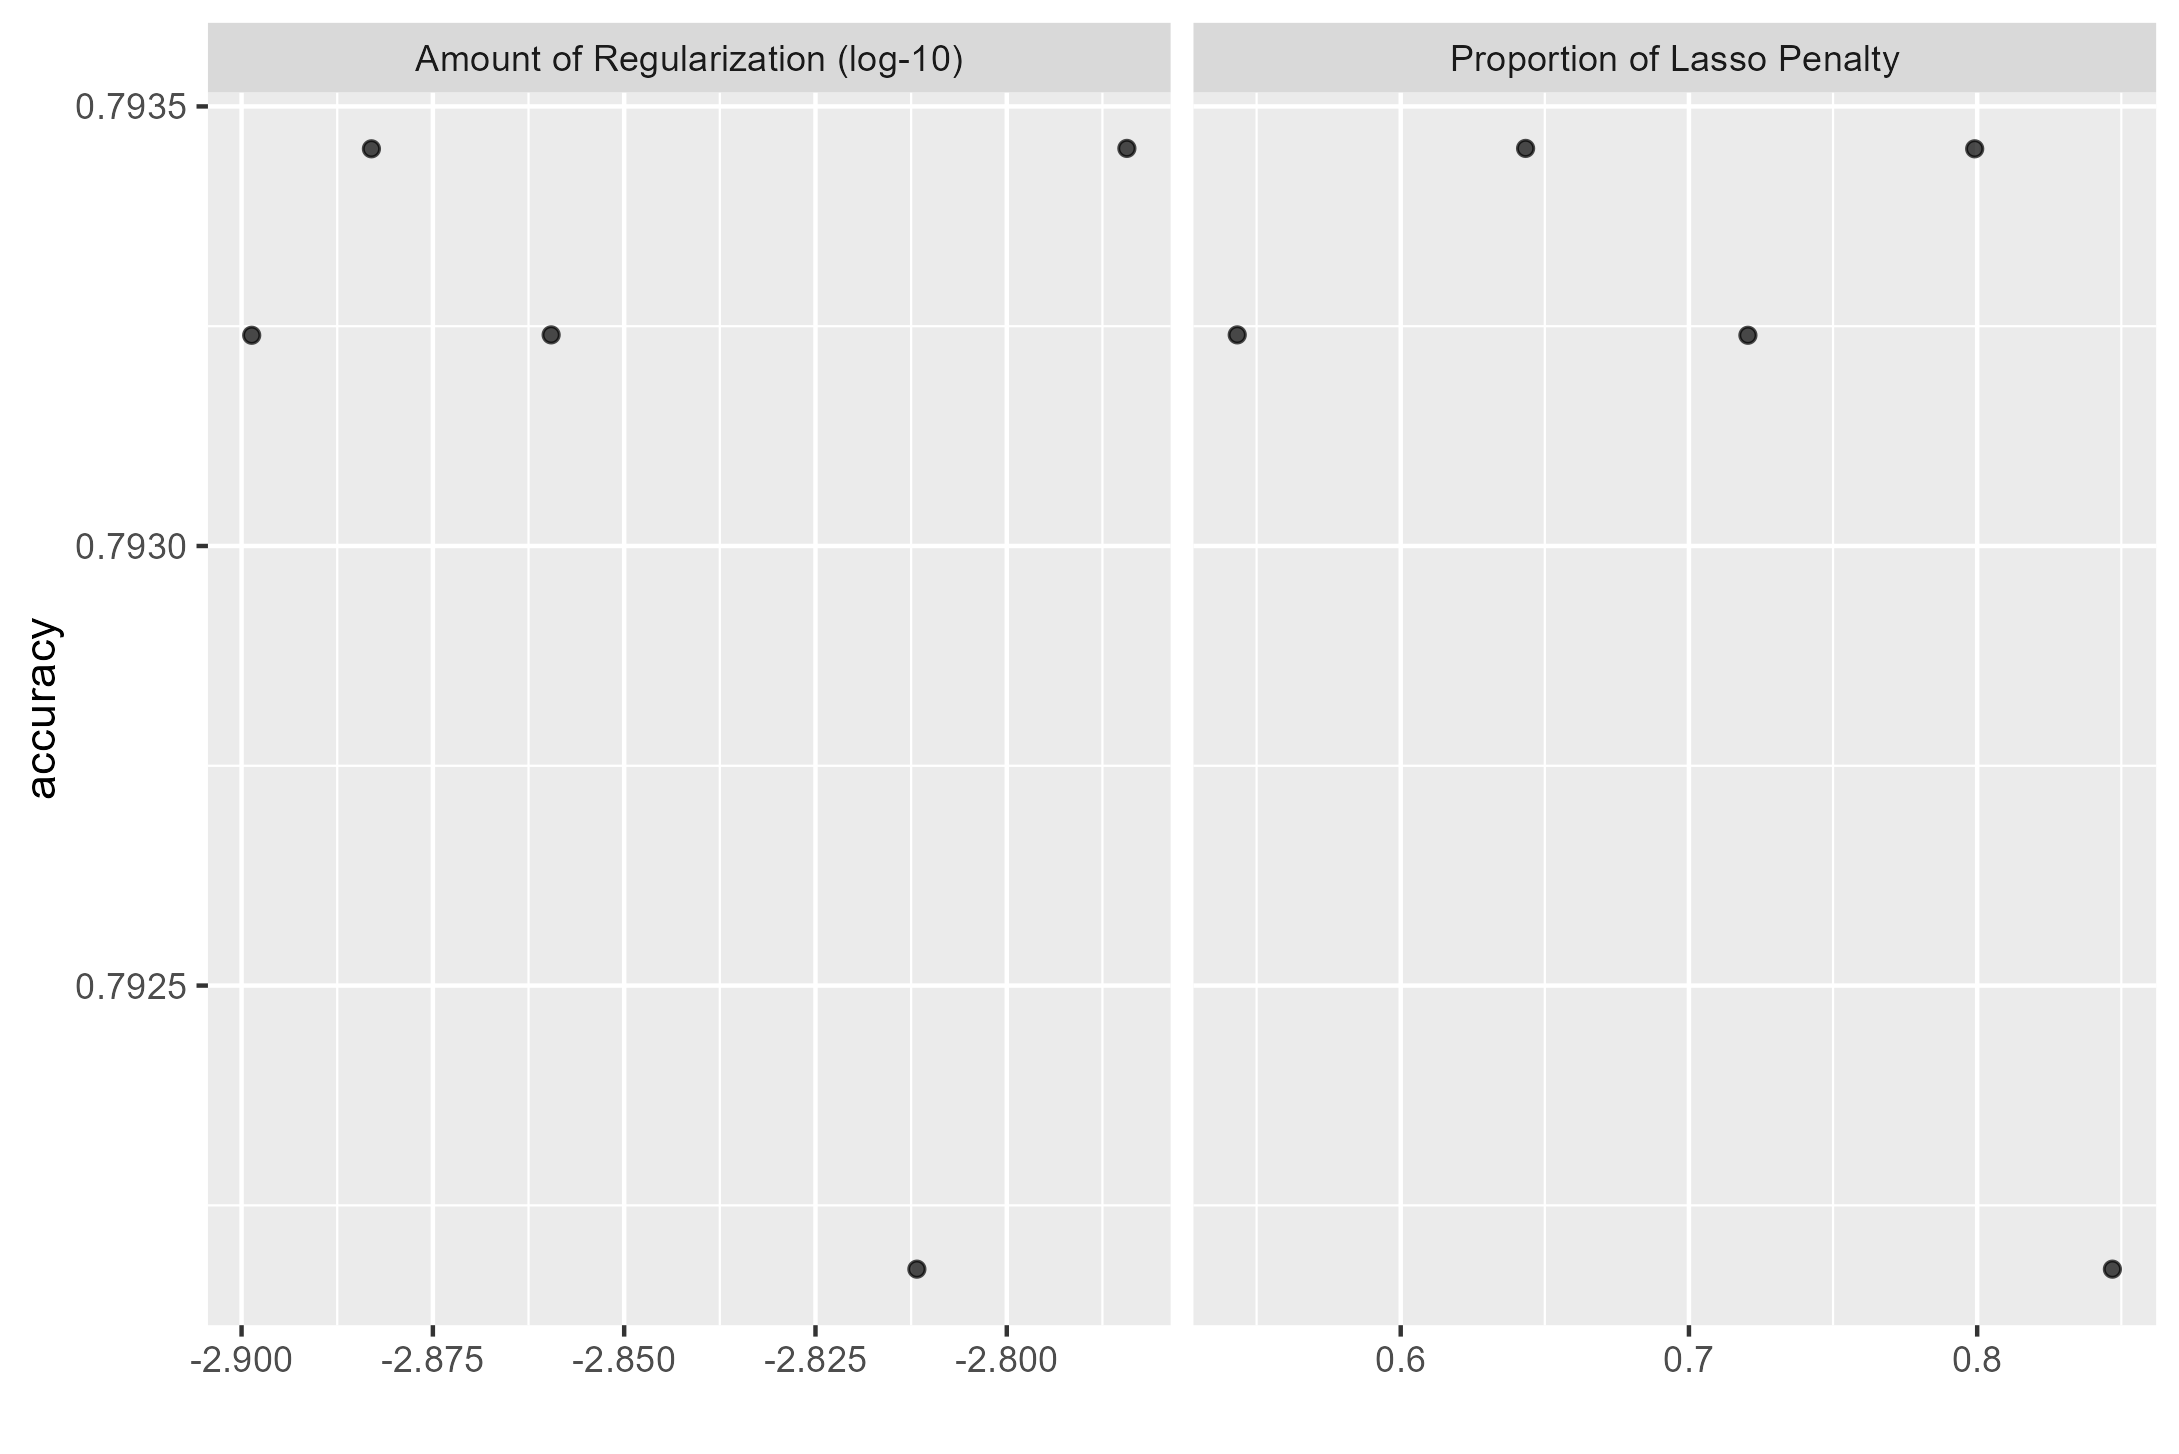 Amount of Regularization (log-10)
Proportion of Lasso Penalty
0.7935
0.7930
0.7925
accuracy
-2.900 -2.875 -2.850 -2.825 -2.800
0.6 0.7 0.8